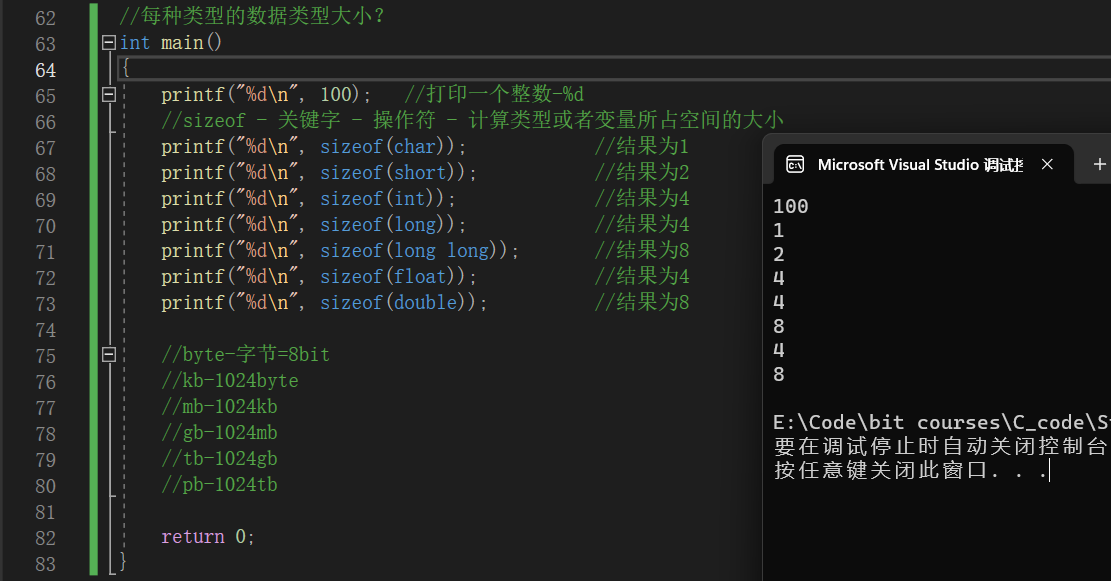 62 //每种类型的数据类型大小?
63 int main()
64 {
65 printf("%d\n", 100); //打印一个整数-%d
66 //sizeof - 关键字 - 操作符 - 计算类型或者变量所占空间的大小
67 printf("%d\n", sizeof(char)); //结果为1
68 printf("%d\n", sizeof(short)); //结果为2
69 printf("%d\n", sizeof(int)); //结果为4
70 printf("%d\n", sizeof(long)); //结果为4
71 printf("%d\n", sizeof(long long)); //结果为8
72 printf("%d\n", sizeof(float)); //结果为4
73 printf("%d\n", sizeof(double)); //结果为8
74
75 //byte-字节=8bit
76 //kb-1024byte
77 //mb-1024kb
78 //gb-1024mb
79 //tb-1024gb
80 //pb-1024tb
81
82 return 0;
83 }
Microsoft Visual Studio 调试
100
1
2
4
4
8
4
8
E:\Code\bit courses\C_code\S
要在调试停止时自动关闭控制台
按任意键关闭此窗口. . .